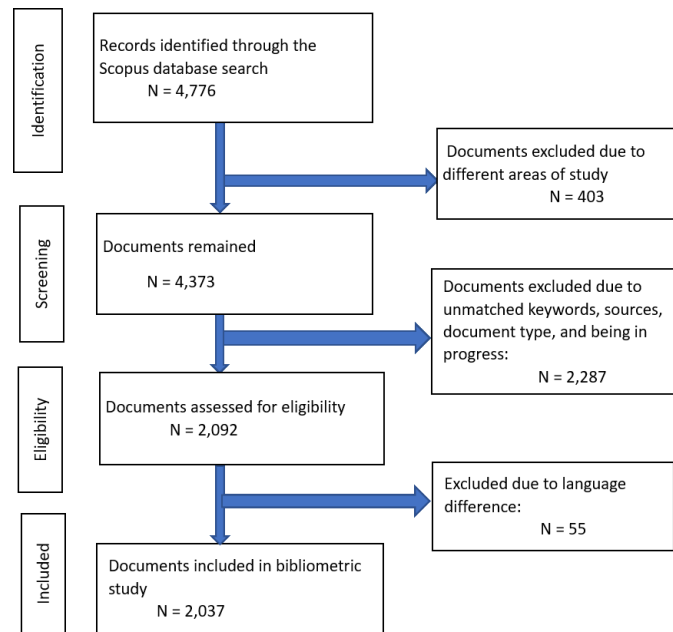 Identification
Records identified through the
Scopus database search
N = 4,776
Documents excluded due to
different areas of study
N = 403
Screening
Documents remained
N = 4,373
Documents excluded due to
unmatched keywords, sources,
document type, and being in
progress:
N = 2,287
Eligibility
Documents assessed for eligibility
N = 2,092
Excluded due to language
difference:
N = 55
Included
Documents included in bibliometric
study
N = 2,037